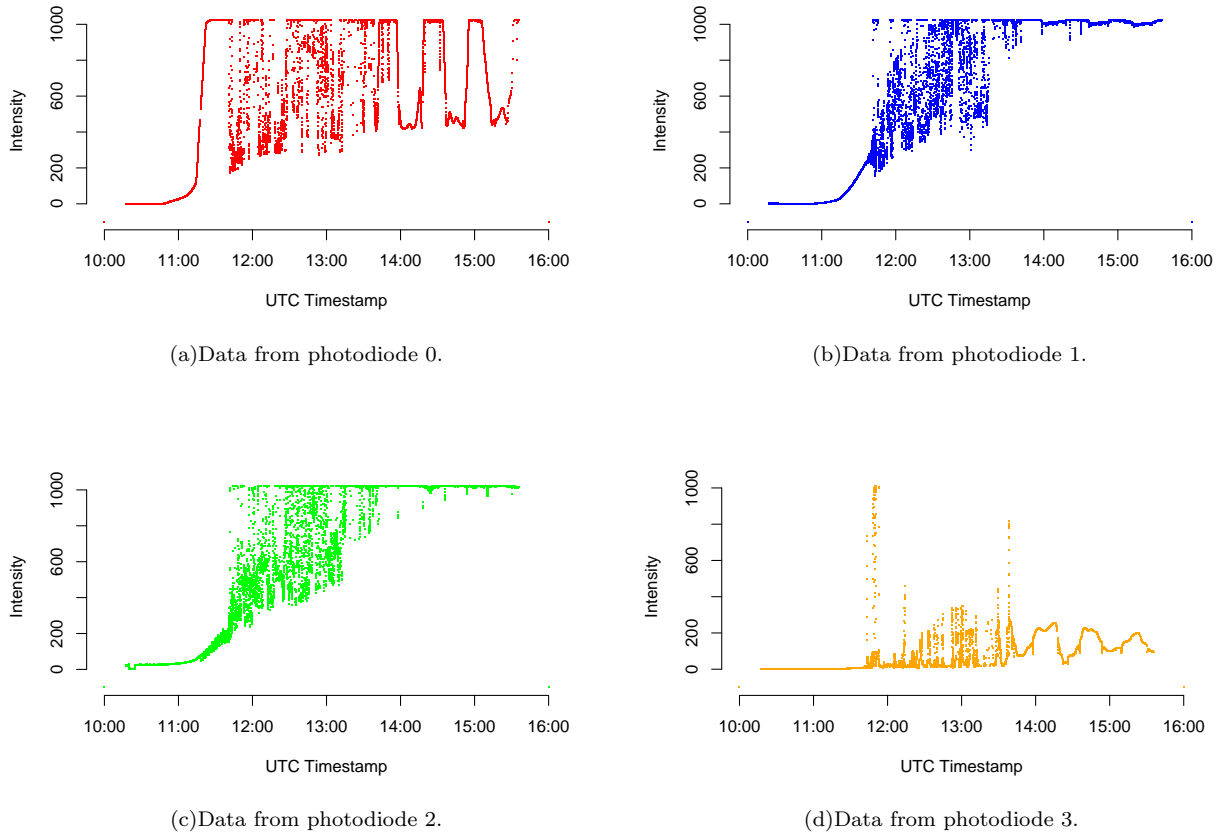 Intensity
0 200 600 1000
10:00 11:00 12:00 13:00 14:00 15:00 16:00
UTC Timestamp
(a)Data from photodiode 0.
Intensity
0 200 600 1000
10:00 11:00 12:00 13:00 14:00 15:00 16:00
UTC Timestamp
(b)Data from photodiode 1.
Intensity
0 200 600 1000
10:00 11:00 12:00 13:00 14:00 15:00 16:00
UTC Timestamp
(c)Data from photodiode 2.
Intensity
0 200 600 1000
10:00 11:00 12:00 13:00 14:00 15:00 16:00
UTC Timestamp
(d)Data from photodiode 3.